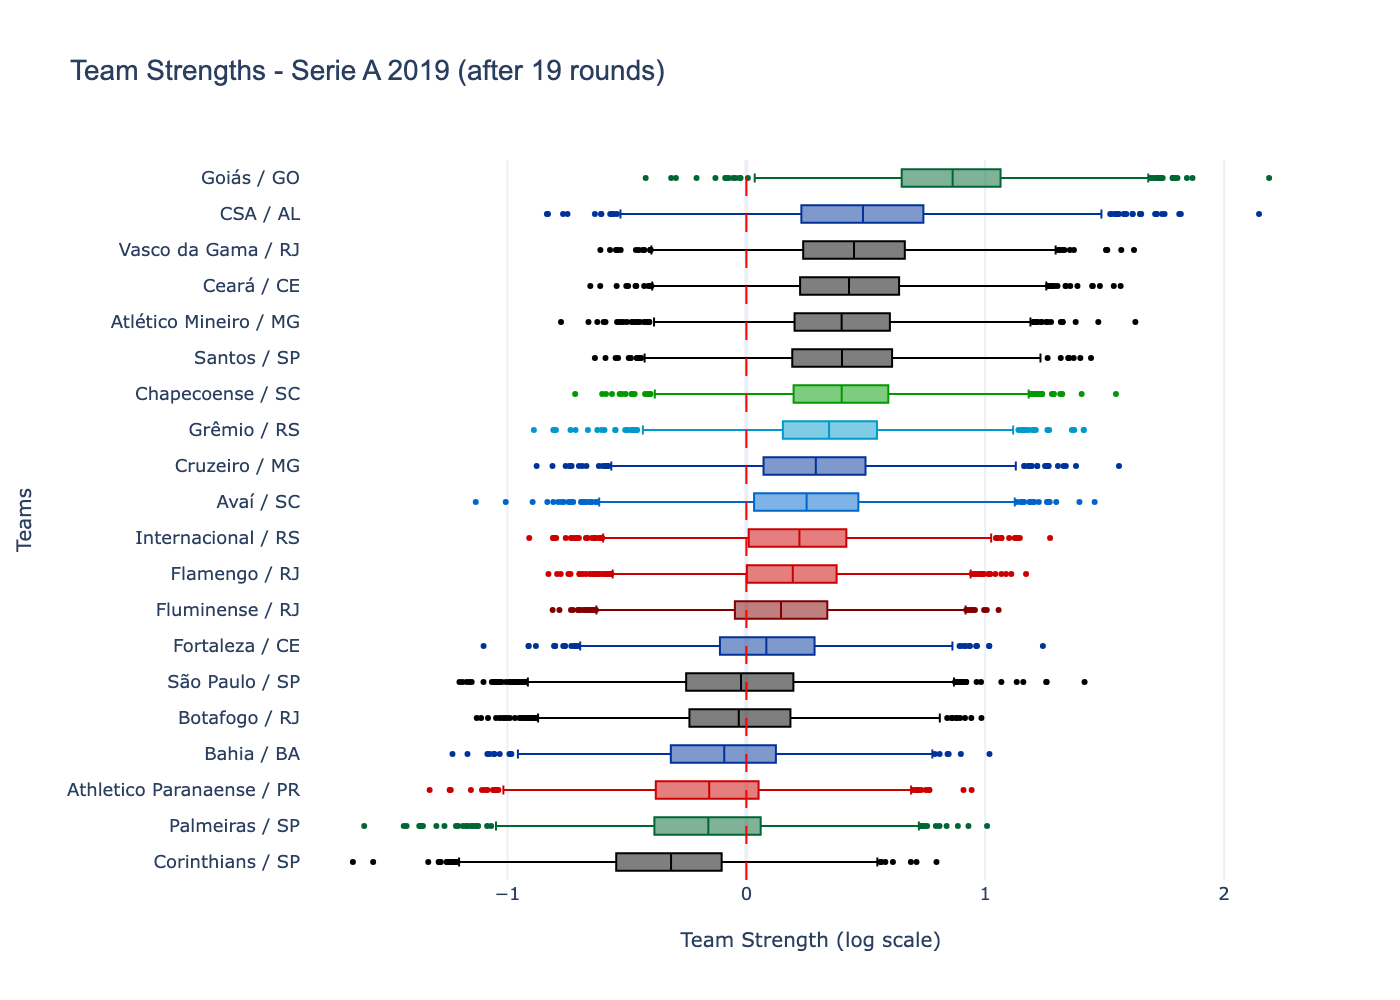 Team Strengths - Serie A 2019 (after 19 rounds)
Goiás / GO
CSA / AL
Vasco da Gama / RJ
Ceará / CE
Atlético Mineiro / MG
Santos / SP
Chapecoense / SC
Grêmio / RS
Cruzeiro / MG
Avaí / SC
Internacional / RS
Flamengo / RJ
Fluminense / RJ
Fortaleza / CE
São Paulo / SP
Botafogo / RJ
Bahia / BA
Athletico Paranaense / PR
Palmeiras / SP
Corinthians / SP
Teams
−1 0 1 2
Team Strength (log scale)